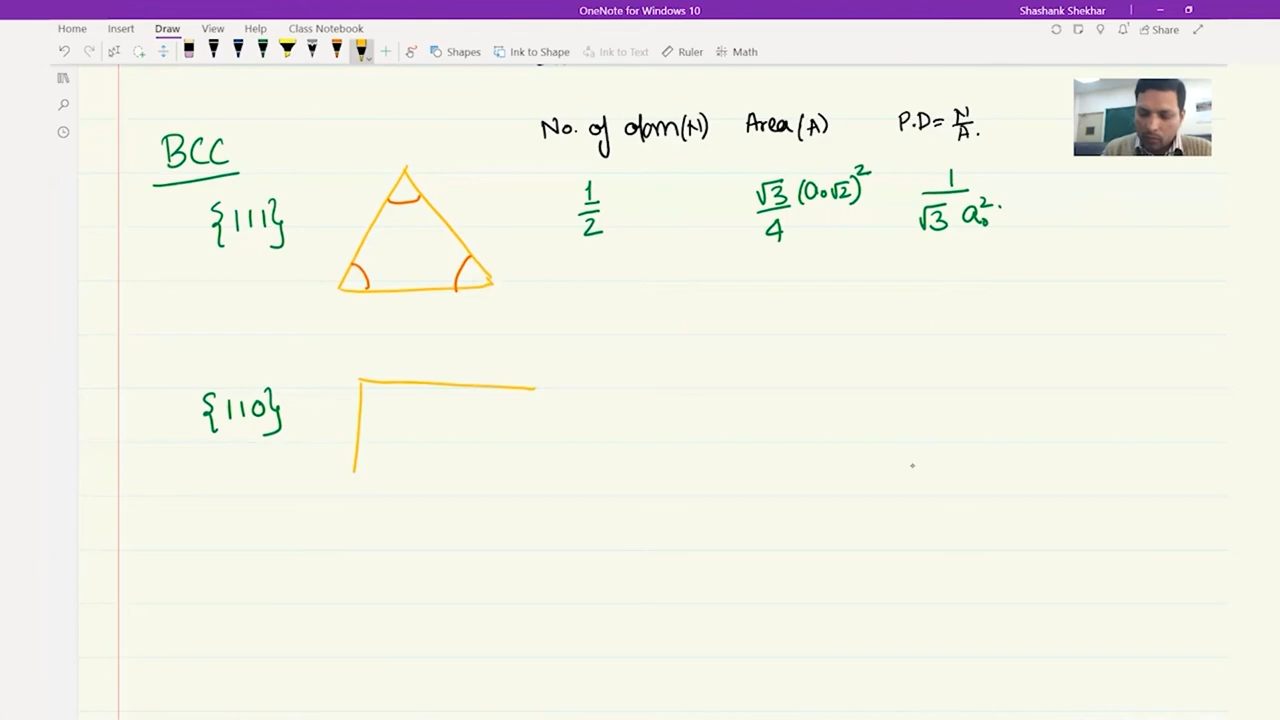 OneNote for Windows 10
Shashank Shekhar
Home Insert Draw View Help Class Notebook
Share
Shapes Ink to Shape Ink to Text Ruler Math
No. of atom(N) Area(A) P.D = N/A.
BCC
{111} 1/2 √3/4 (a₀√2)² 1/√3 a₀².
{110}